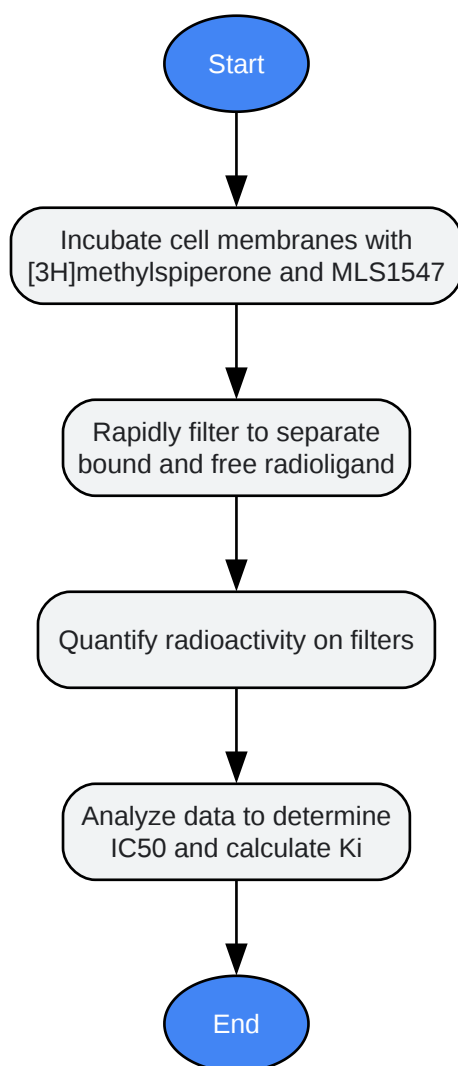 Start
Incubate cell membranes with
[3H]methylspiperone and MLS1547
Rapidly filter to separate
bound and free radioligand
Quantify radioactivity on filters
Analyze data to determine
IC50 and calculate Ki
End